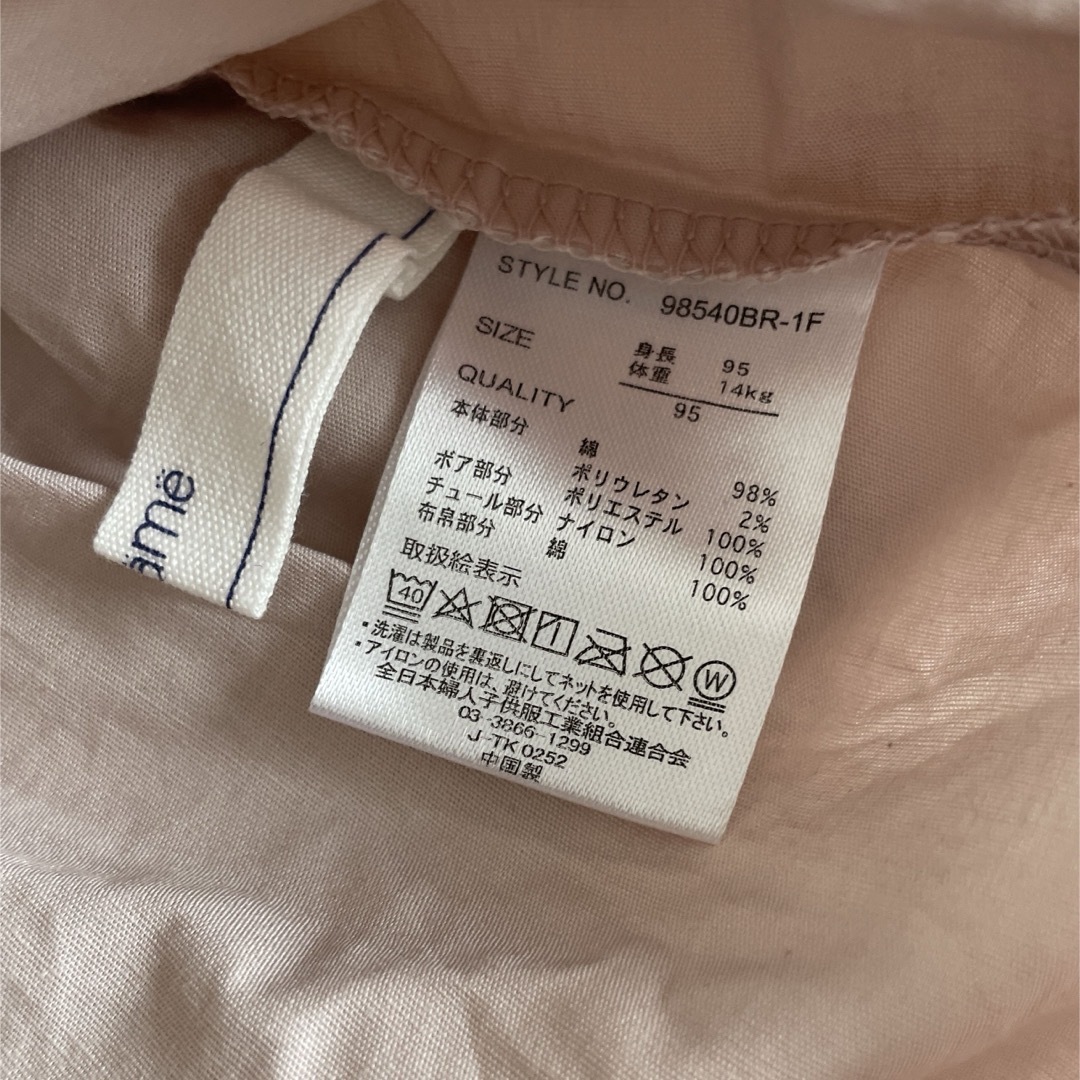 ämë
STYLE NO. 98540BR-1F
SIZE 身長 95
体重 14kg
95
QUALITY
本体部分 綿 98%
ポリウレタン 2%
ボア部分 ポリエステル 100%
チュール部分 ナイロン 100%
布帛部分 綿 100%
取扱絵表示
40 W
・洗濯は製品を裏返しにしてネットを使用して下さい。
・アイロンの使用は、避けてください。
全日本婦人子供服工業組合連合会
03-3866-1299
J-TK0252
中国製